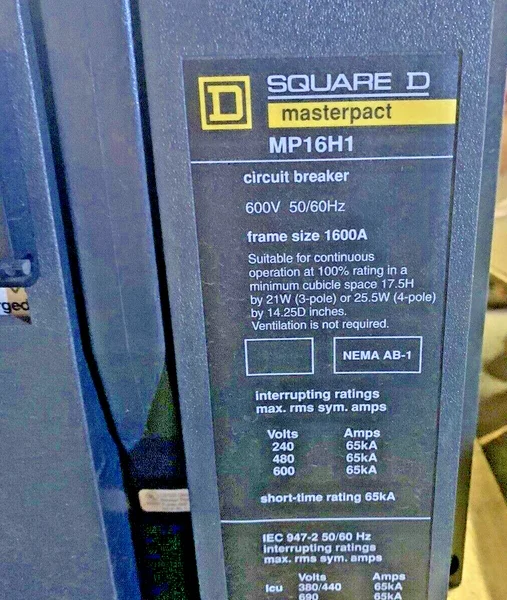 D SQUARE D
masterpact
MP16H1
circuit breaker
600V 50/60Hz
frame size 1600A
Suitable for continuous
operation at 100% rating in a
minimum cubicle space 17.5H
by 21W (3-pole) or 25.5W (4-pole)
by 14.25D inches.
Ventilation is not required.
NEMA AB-1
interrupting ratings
max. rms sym. amps
Volts Amps
240 65kA
480 65kA
600 65kA
short-time rating 65kA
IEC 947-2 50/60 Hz
interrupting ratings
max. rms sym. amps
Volts Amps
Icu 380/440 65kA
690 65kA
rged